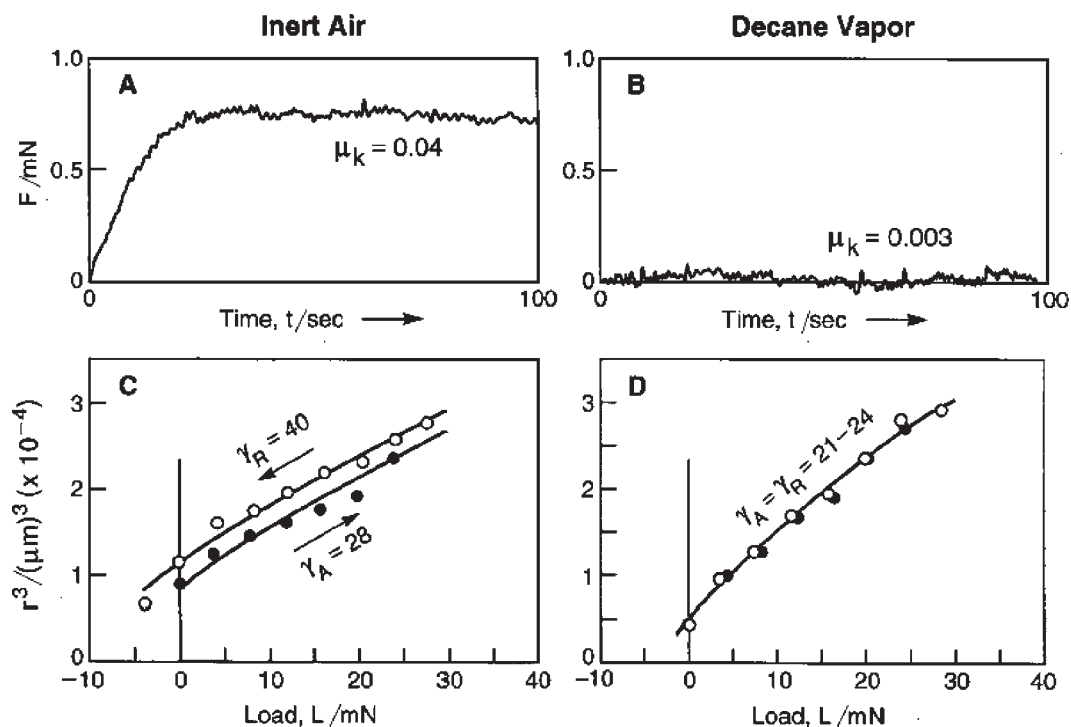 Inert Air
Decane Vapor
A
1.0
0.5
0
F/mN
μk = 0.04
0
100
Time, t/sec
B
1.0
0.5
0
μk = 0.003
0
100
Time, t/sec
C
3
2
1
0
r³/(μm)³ (x 10⁻⁴)
γR = 40
γA = 28
−10
0
10
20
30
40
Load, L/mN
D
3
2
1
0
γA = γR = 21–24
−10
0
10
20
30
40
Load, L/mN